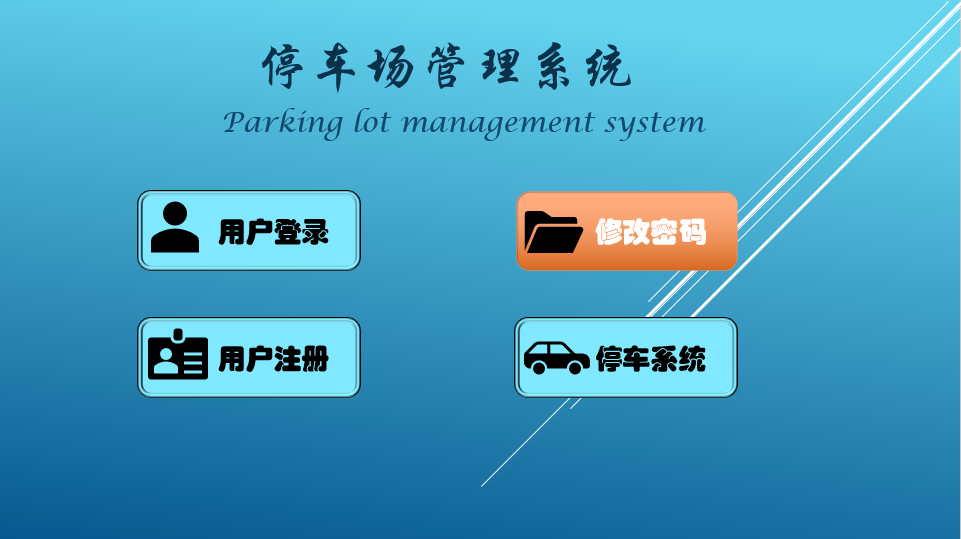 停车场管理系统
Parking lot management system
用户登录
修改密码
用户注册
停车系统